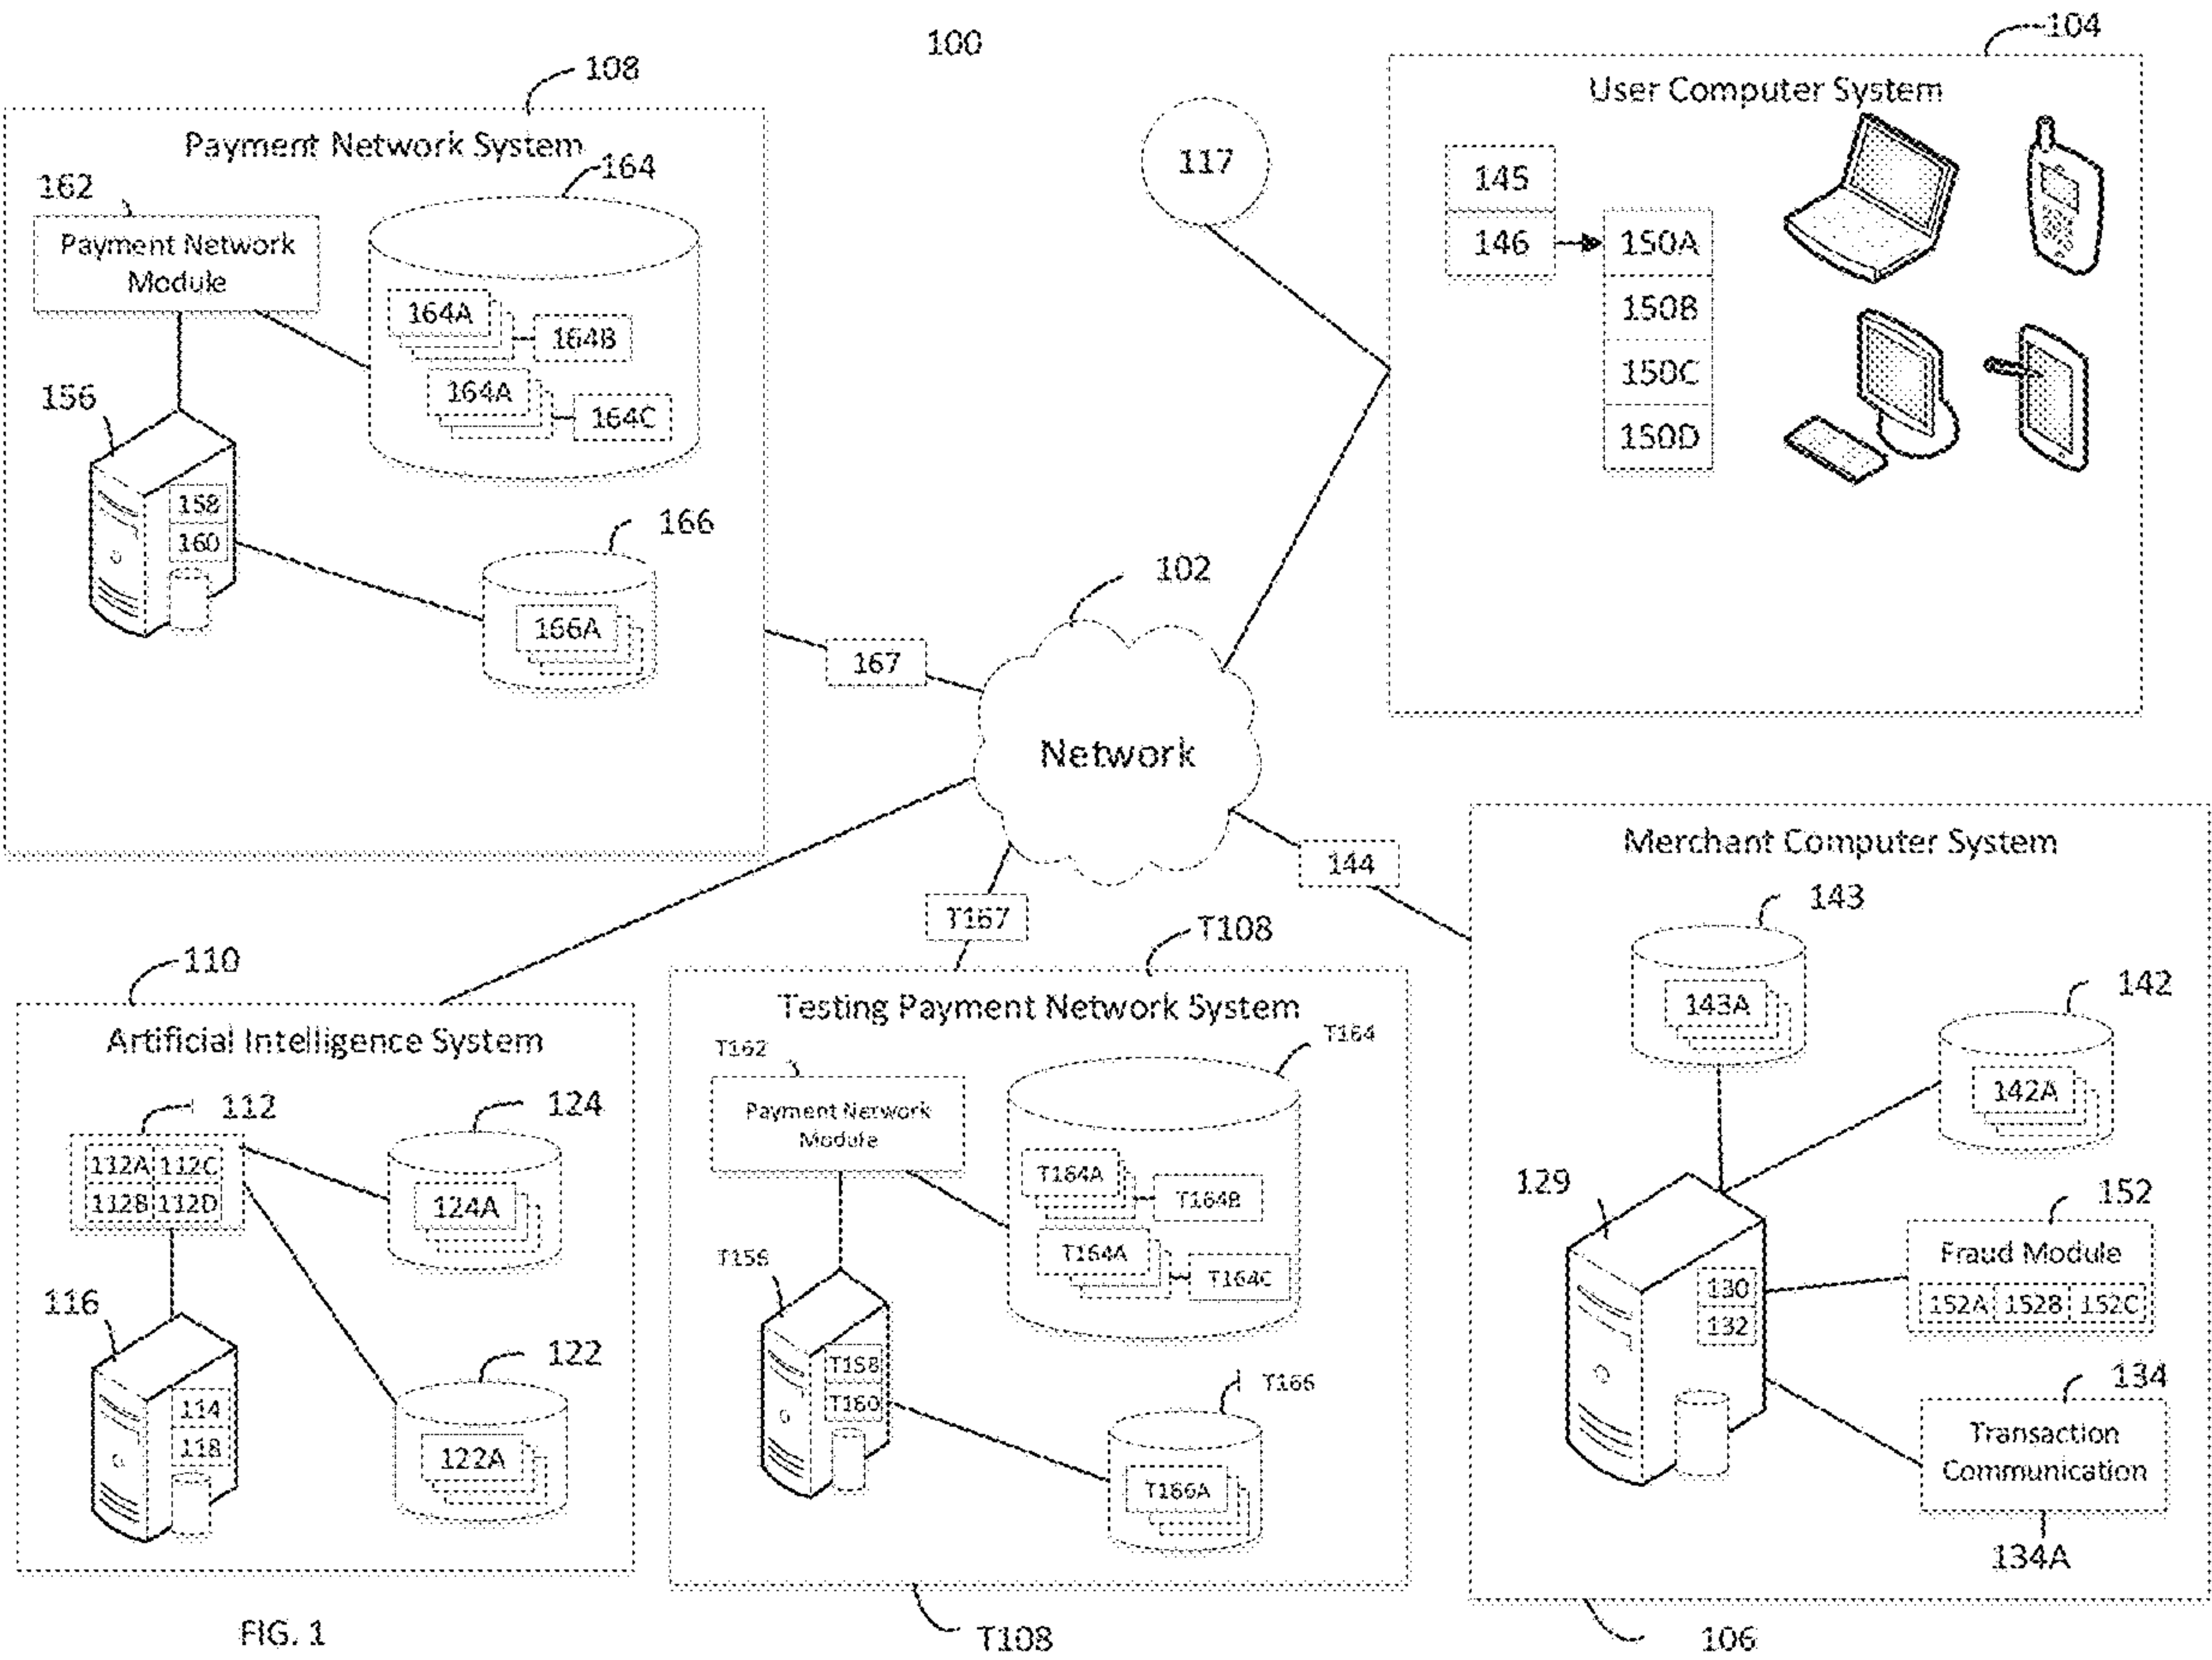 100
108
Payment Network System
162
164
Payment Network
Module
164A
164B
164A
164C
156
158
160
166
166A
167
117
104
User Computer System
145
146
150A
150B
150C
150D
102
Network
144
T167
110
Artificial Intelligence System
112
112A 112C
112B 112D
124
124A
116
114
118
122
122A
T108
Testing Payment Network System
T162
T164
Payment Network
Module
T164A
T164B
T164A
T164C
T156
T158
T160
T166
T166A
T108
Merchant Computer System
143
143A
142
142A
129
130
132
152
Fraud Module
152A 152B 152C
134
Transaction
Communication
134A
106
FIG. 1